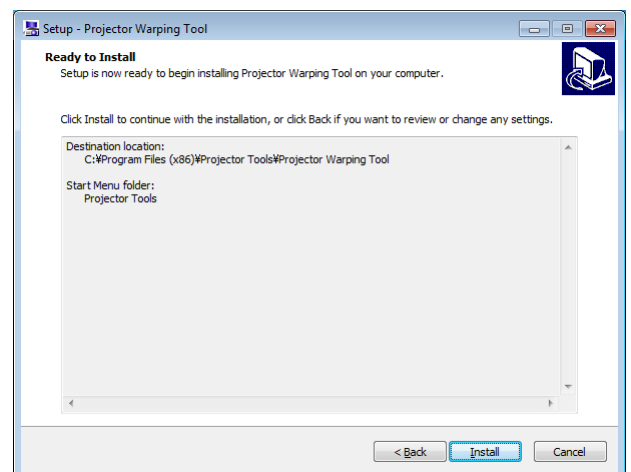 Setup - Projector Warping Tool
Ready to Install
Setup is now ready to begin installing Projector Warping Tool on your computer.
Click Install to continue with the installation, or click Back if you want to review or change any settings.
Destination location:
C:¥Program Files (x86)¥Projector Tools¥Projector Warping Tool
Start Menu folder:
Projector Tools
< Back
Install
Cancel